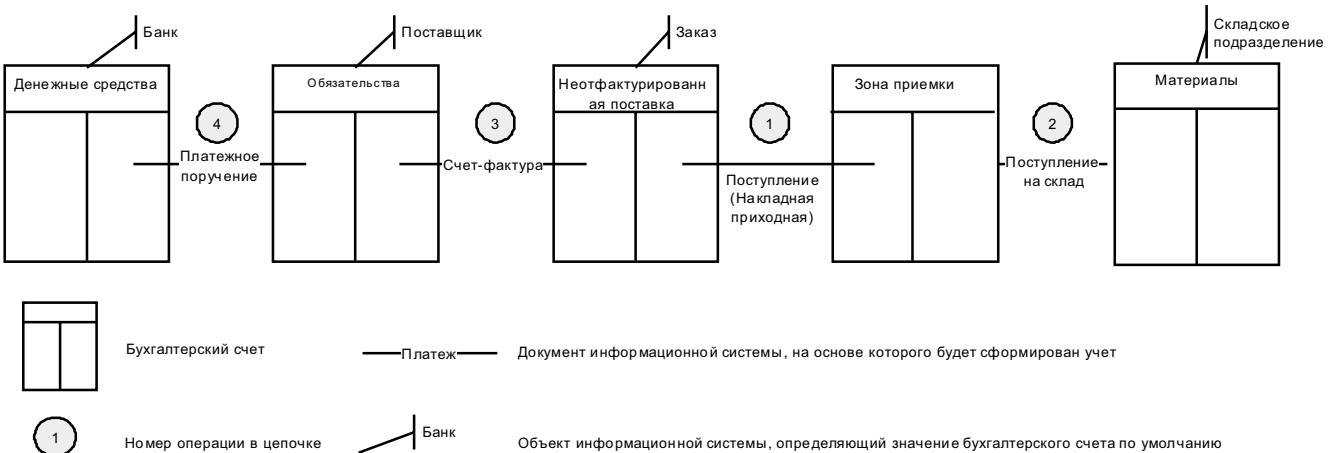 Банк
Поставщик
Заказ
Складское
подразделение
Денежные средства
Обязательства
Неотфактурированн
ая поставка
Зона приемки
Материалы
4
3
1
2
Платежное
поручение
Счет-фактура
Поступление
(Накладная
приходная)
Поступление
на склад
Бухгалтерский счет
Платеж
Документ информационной системы, на основе которого будет сформирован учет
1
Номер операции в цепочке
Банк
Объект информационной системы, определяющий значение бухгалтерского счета по умолчанию